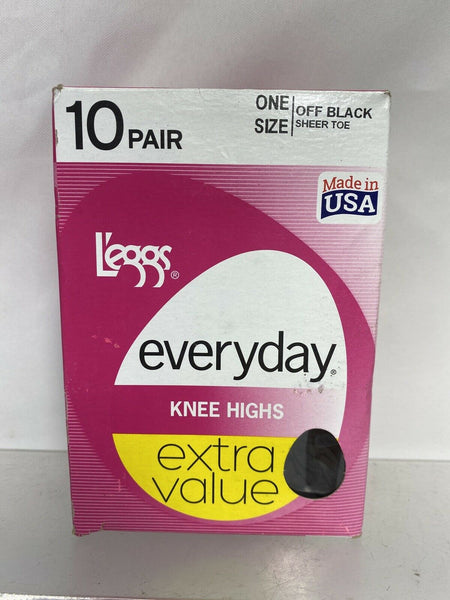 10 PAIR
ONE SIZE
OFF BLACK
SHEER TOE
Made in
USA
L'eggs®
everyday®
KNEE HIGHS
extra
value